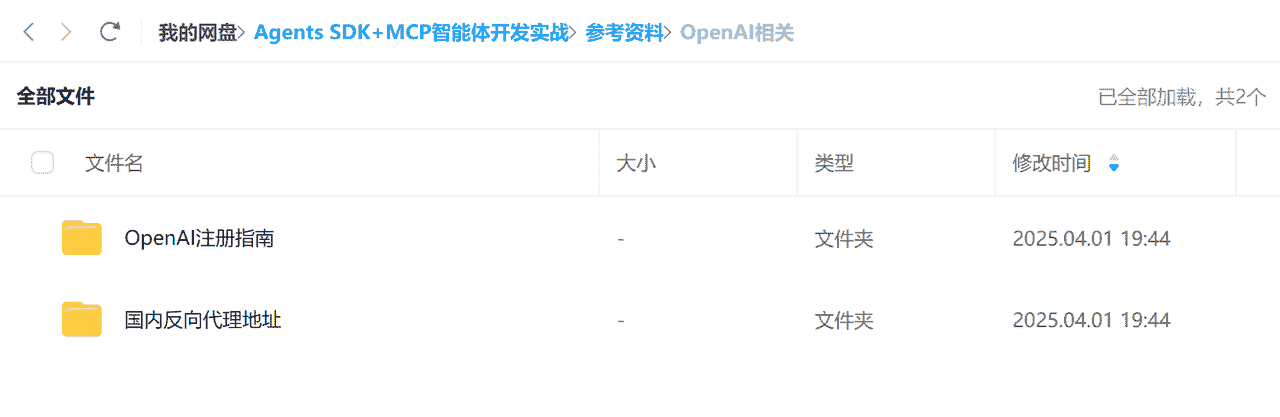 我的网盘> Agents SDK+MCP智能体开发实战> 参考资料> OpenAI相关
全部文件 已全部加载，共2个
文件名 大小 类型 修改时间
OpenAI注册指南 - 文件夹 2025.04.01 19:44
国内反向代理地址 - 文件夹 2025.04.01 19:44